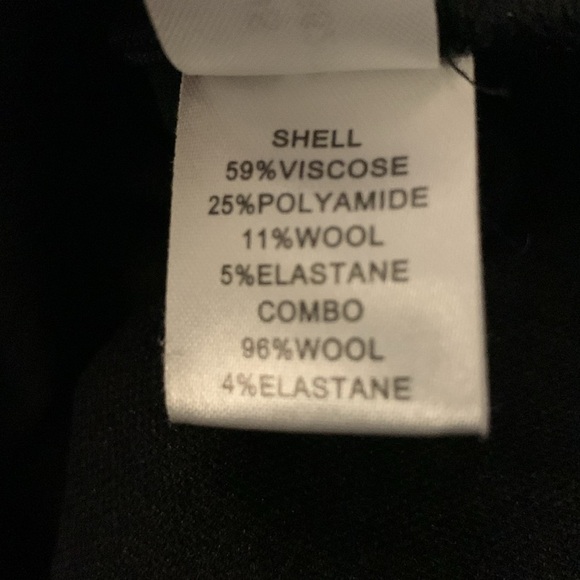 SHELL
59%VISCOSE
25%POLYAMIDE
11%WOOL
5%ELASTANE
COMBO
96%WOOL
4%ELASTANE